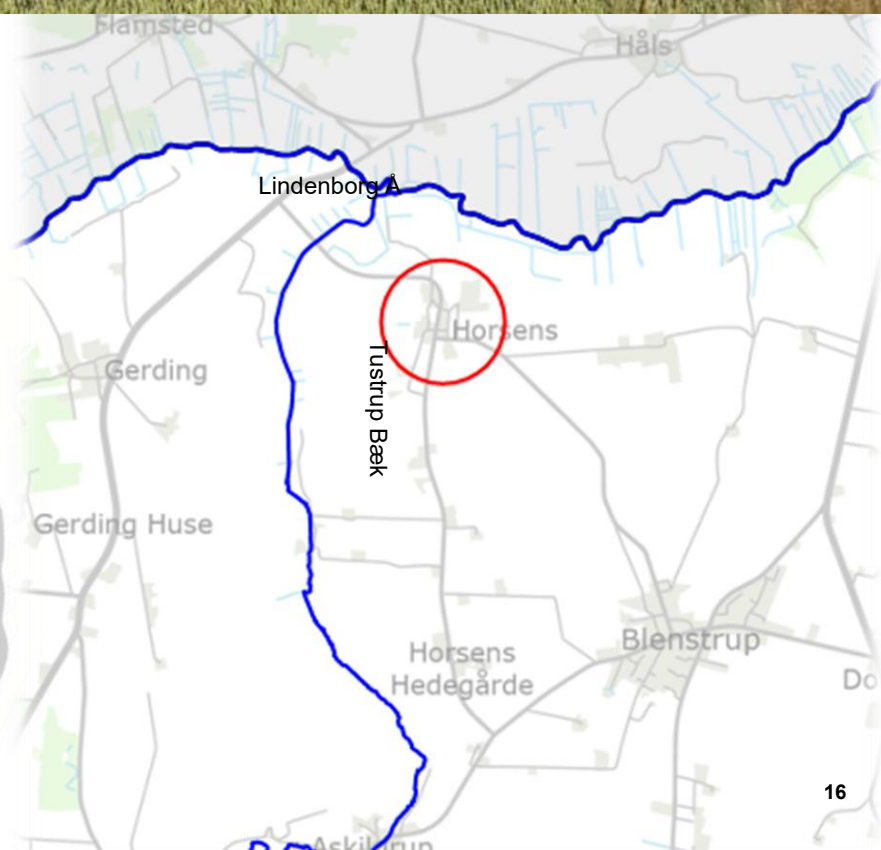 Flamsted
Håls
Lindenborg Å
Horsens
Gerding
Tustrup Bæk
Gerding Huse
Blenstrup
Horsens
Hedegårde
Do
16